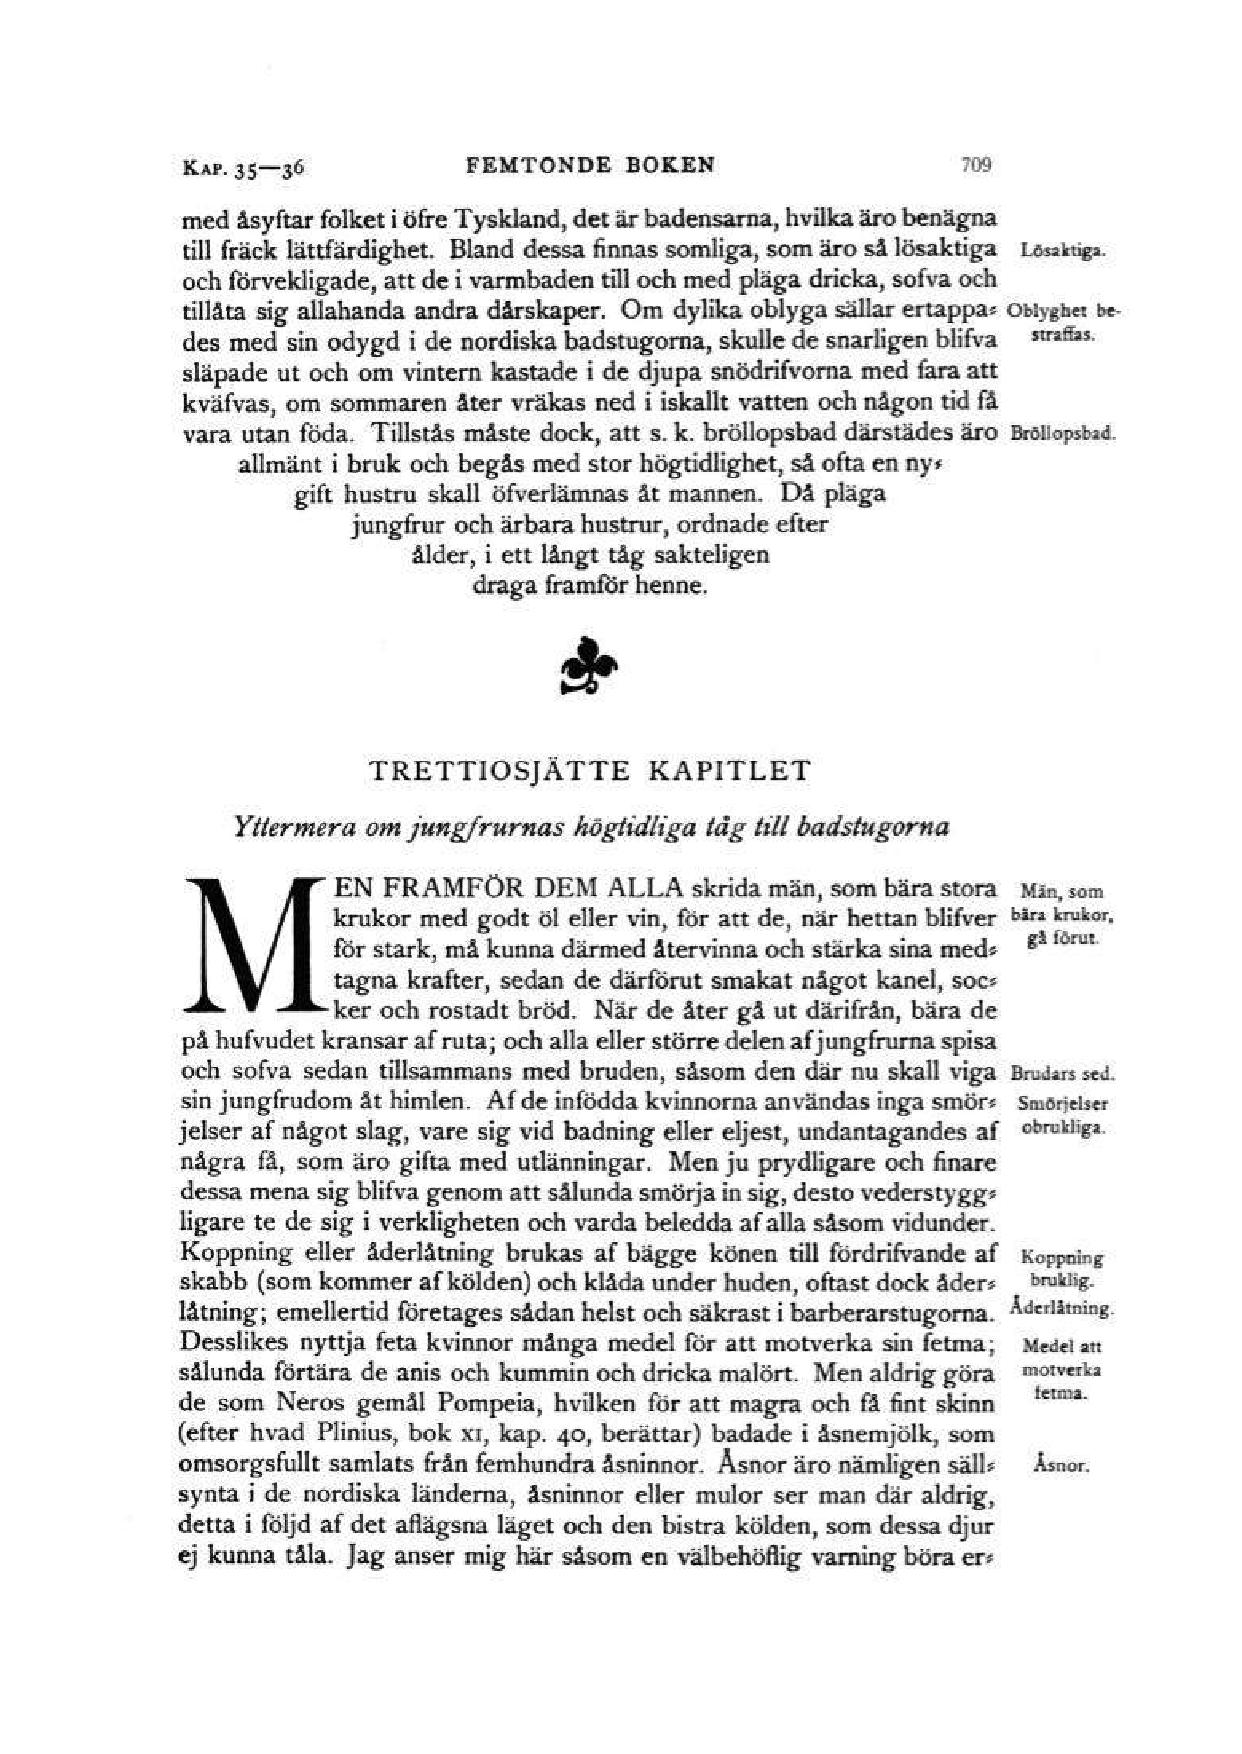 KAP. 35—36 FEMTONDE BOKEN 709
med åsyftar folket i öfre Tyskland, det är badensarna, hvilka äro benägna
till fräck lättfärdighet. Bland dessa finnas somliga, som äro så lösaktiga
Lösaktiga.
och förvekligade, att de i varmbaden till och med pläga dricka, sofva och
tillåta sig allahanda andra dårskaper. Om dylika oblyga sällar ertappa-
Oblyghet be-
des med sin odygd i de nordiska badstugorna, skulle de snarligen blifva
straffas.
släpade ut och om vintern kastade i de djupa snödrifvorna med fara att
kväfvas, om sommaren åter vräkas ned i iskallt vatten och någon tid få
vara utan föda. Tillstås måste dock, att s. k. bröllopsbad därstädes äro
Bröllopsbad.
allmänt i bruk och begås med stor högtidlighet, så ofta en ny-
gift hustru skall öfverlämnas åt mannen. Då pläga
jungfrur och ärbara hustrur, ordnade efter
ålder, i ett långt tåg sakteligen
draga framför henne.
TRETTIOSJÄTTE KAPITLET
Yttermera om jungfrurnas högtidliga tåg till badstugorna
MEN FRAMFÖR DEM ALLA skrida män, som bära stora
Män, som
krukor med godt öl eller vin, för att de, när hettan blifver
bära krukor,
för stark, må kunna därmed återvinna och stärka sina med-
gå förut.
tagna krafter, sedan de därförut smakat något kanel, soc-
ker och rostadt bröd. När de åter gå ut därifrån, bära de
på hufvudet kransar af ruta; och alla eller större delen af jungfrurna spisa
och sofva sedan tillsammans med bruden, såsom den där nu skall viga
Brudars sed.
sin jungfrudom åt himlen. Af de infödda kvinnorna användas inga smör-
Smörjelser
jelser af något slag, vare sig vid badning eller eljest, undantagandes af
obrukliga.
några få, som äro gifta med utlänningar. Men ju prydligare och finare
dessa mena sig blifva genom att sålunda smörja in sig, desto vederstygg-
ligare te de sig i verkligheten och varda beledda af alla såsom vidunder.
Koppning eller åderlåtning brukas af bägge könen till fördrifvande af
Koppning
skabb (som kommer af kölden) och klåda under huden, oftast dock åder-
bruklig.
låtning; emellertid företages sådan helst och säkrast i barberarstugorna.
Åderlåtning.
Desslikes nyttja feta kvinnor många medel för att motverka sin fetma;
Medel att
sålunda förtära de anis och kummin och dricka malört. Men aldrig göra
motverka
de som Neros gemål Pompeia, hvilken för att magra och få fint skinn
fetma.
(efter hvad Plinius, bok XI, kap. 40, berättar) badade i åsnemjölk, som
omsorgsfullt samlats från femhundra åsninnor. Åsnor äro nämligen säll-
Åsnor.
synta i de nordiska länderna, åsninnor eller mulor ser man där aldrig,
detta i följd af det aflägsna läget och den bistra kölden, som dessa djur
ej kunna tåla. Jag anser mig här såsom en välbehöflig varning böra er-